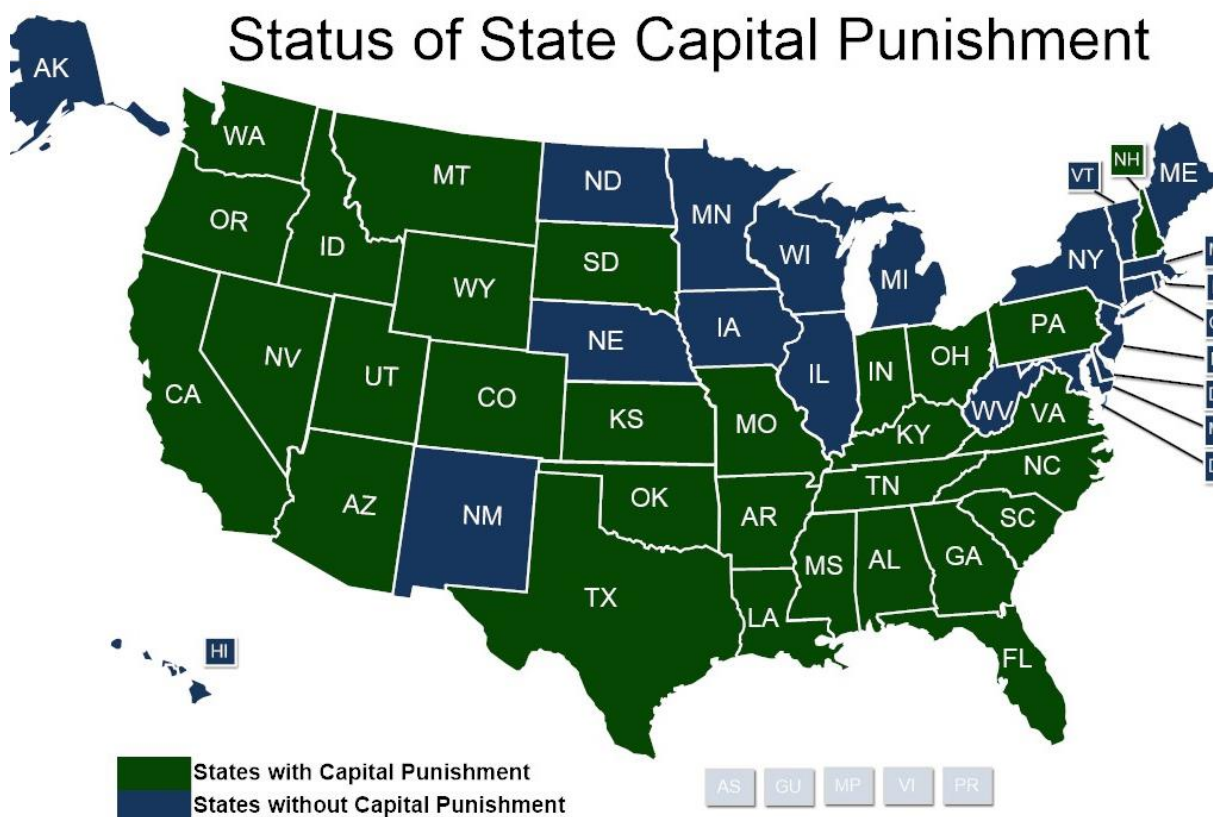 Status of State Capital Punishment
AK
WA
MT
ND
MN
VT
NH
ME
OR
ID
SD
WI
NY
WY
MI
NE
IA
PA
NV
UT
IL
IN
OH
CA
CO
WV
VA
KS
MO
KY
NC
AZ
NM
OK
TN
AR
SC
MS
AL
GA
TX
LA
HI
FL
States with Capital Punishment
States without Capital Punishment
AS
GU
MP
VI
PR